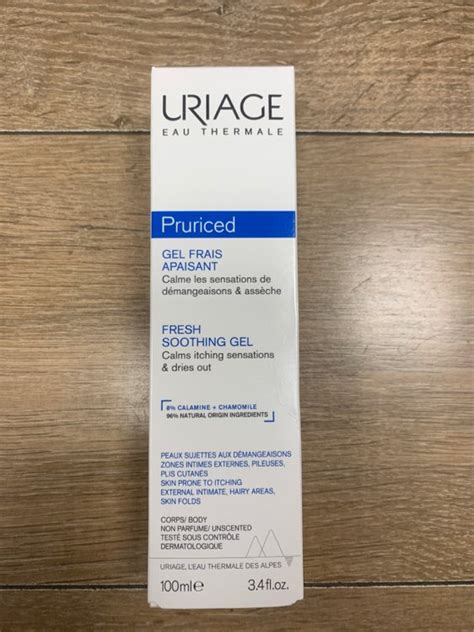 URIAGE
EAU THERMALE
Pruriced
GEL FRAIS
APAISANT
Calme les sensations de
démangeaisons & assèche
FRESH
SOOTHING GEL
Calms itching sensations
& dries out
8% CALAMINE + CHAMOMILE
96% NATURAL ORIGIN INGREDIENTS
PEAUX SUJETTES AUX DÉMANGEAISONS
ZONES INTIMES EXTERNES, PILEUSES,
PLIS CUTANÉS
SKIN PRONE TO ITCHING
EXTERNAL INTIMATE, HAIRY AREAS,
SKIN FOLDS
CORPS/ BODY
NON PARFUMÉ/ UNSCENTED
TESTÉ SOUS CONTRÔLE
DERMATOLOGIQUE
URIAGE, L'EAU THERMALE DES ALPES
100ml e 3.4fl.oz.